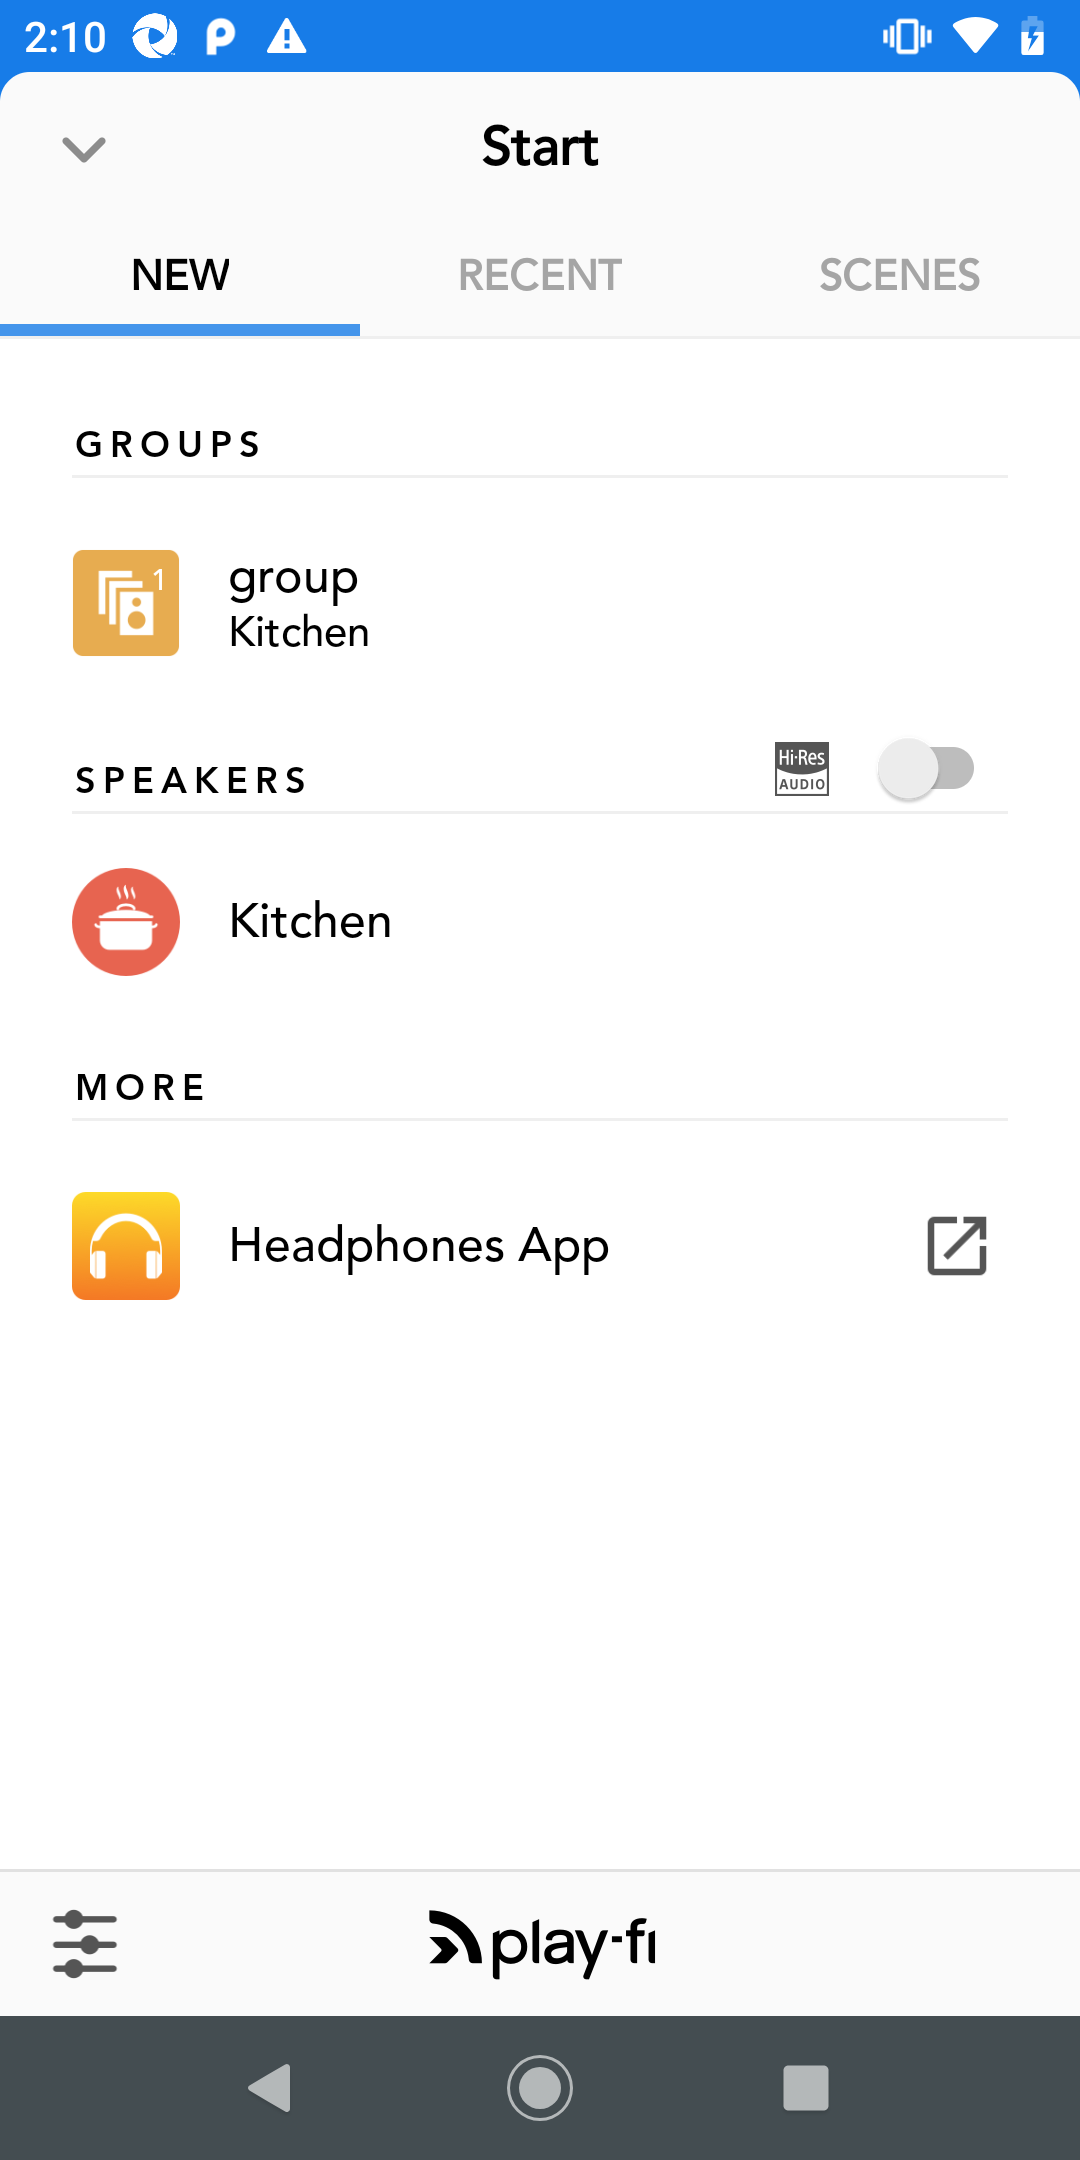 2:10
Start
NEW
RECENT
SCENES
GROUPS
1
group
Kitchen
SPEAKERS
Hi-Res
AUDIO
Kitchen
MORE
Headphones App
play-fi